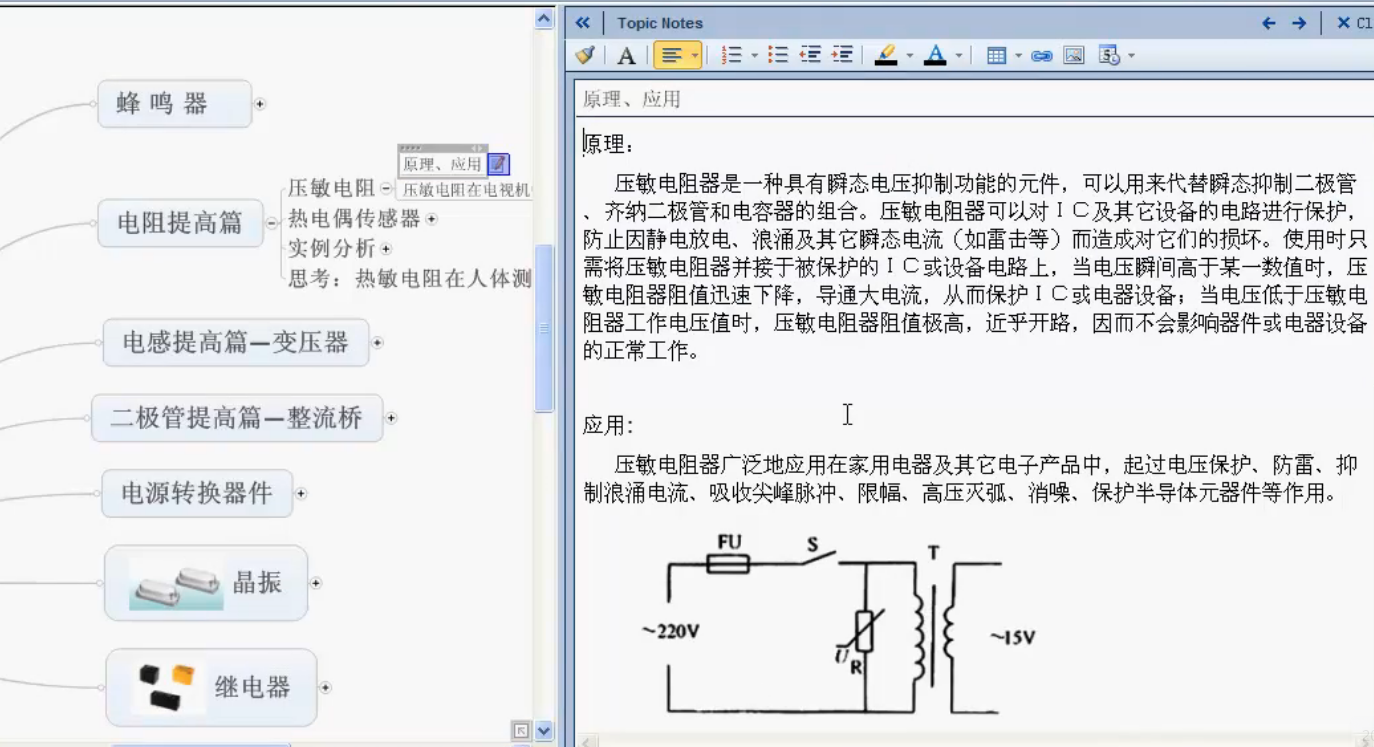 蜂 鸣 器
电阻提高篇
压敏电阻
原理、应用
压敏电阻在电视机
热电偶传感器
实例分析
思考：热敏电阻在人体测
电感提高篇—变压器
二极管提高篇—整流桥
电源转换器件
晶振
继电器
Topic Notes
Cl
原理、应用
原理：
压敏电阻器是一种具有瞬态电压抑制功能的元件，可以用来代替瞬态抑制二极管
、齐纳二极管和电容器的组合。压敏电阻器可以对ＩＣ及其它设备的电路进行保护，
防止因静电放电、浪涌及其它瞬态电流（如雷击等）而造成对它们的损坏。使用时只
需将压敏电阻器并接于被保护的ＩＣ或设备电路上，当电压瞬间高于某一数值时，压
敏电阻器阻值迅速下降，导通大电流，从而保护ＩＣ或电器设备；当电压低于压敏电
阻器工作电压值时，压敏电阻器阻值极高，近乎开路，因而不会影响器件或电器设备
的正常工作。
应用：
压敏电阻器广泛地应用在家用电器及其它电子产品中，起过电压保护、防雷、抑
制浪涌电流、吸收尖峰脉冲、限幅、高压灭弧、消噪、保护半导体元器件等作用。
FU
S
T
~220V
U
R
~15V